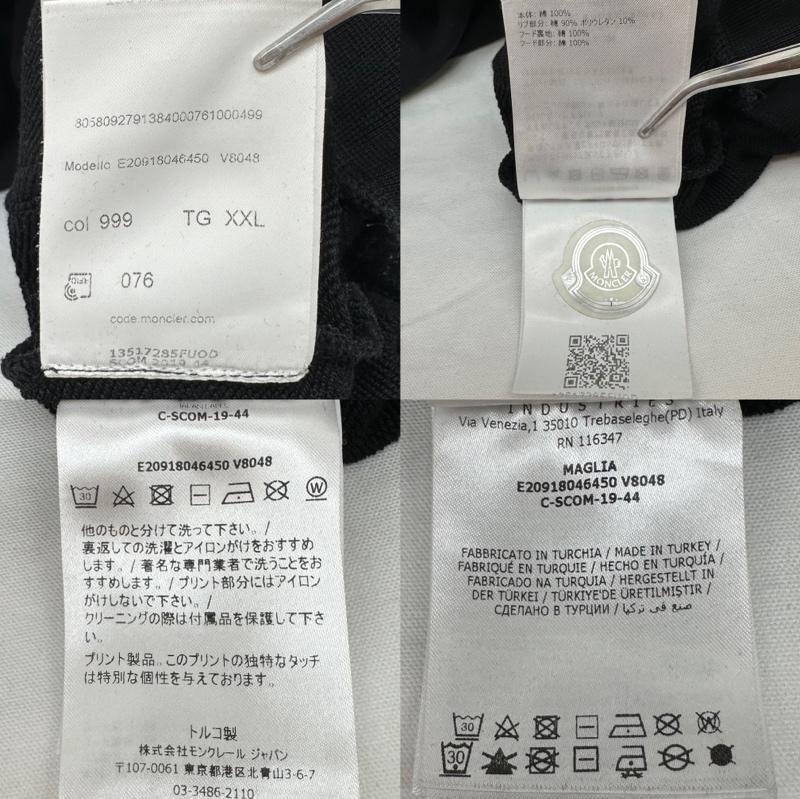 8058092791384000761000499
Modello E20918046450 V8048
col 999 TG XXL
076
code.moncler.com
13517285FUOD
SCOM 2019 44
本体: 綿 100%
リブ部分: 綿 90% ポリウレタン 10%
フード裏地: 綿 100%
フード部分: 綿 100%
MONCLER
C-SCOM-19-44
E20918046450 V8048
30
W
他のものと分けて洗って下さい。/
裏返しての洗濯とアイロンがけをおすすめ
します。/ 著名な専門業者で洗うことをお
すすめします。/ プリント部分にはアイロン
がけしないで下さい。/
クリーニングの際は付属品を保護して下さ
い。
プリント製品。このプリントの独特なタッチ
は特別な個性を与えております。
トルコ製
株式会社モンクレール ジャパン
〒107-0061 東京都港区北青山3-6-7
03-3486-2110
INDUSTRIES
Via Venezia,1 35010 Trebaseleghe(PD) Italy
RN 116347
MAGLIA
E20918046450 V8048
C-SCOM-19-44
FABBRICATO IN TURCHIA / MADE IN TURKEY /
FABRIQUÉ EN TURQUIE / HECHO EN TURQUÍA /
FABRICADO NA TURQUIA / HERGESTELLT IN
DER TÜRKEI / TÜRKİYE'DE ÜRETİLMİŞTİR /
СДЕЛАНО В ТУРЦИИ / صنع في تركيا
30
W
30